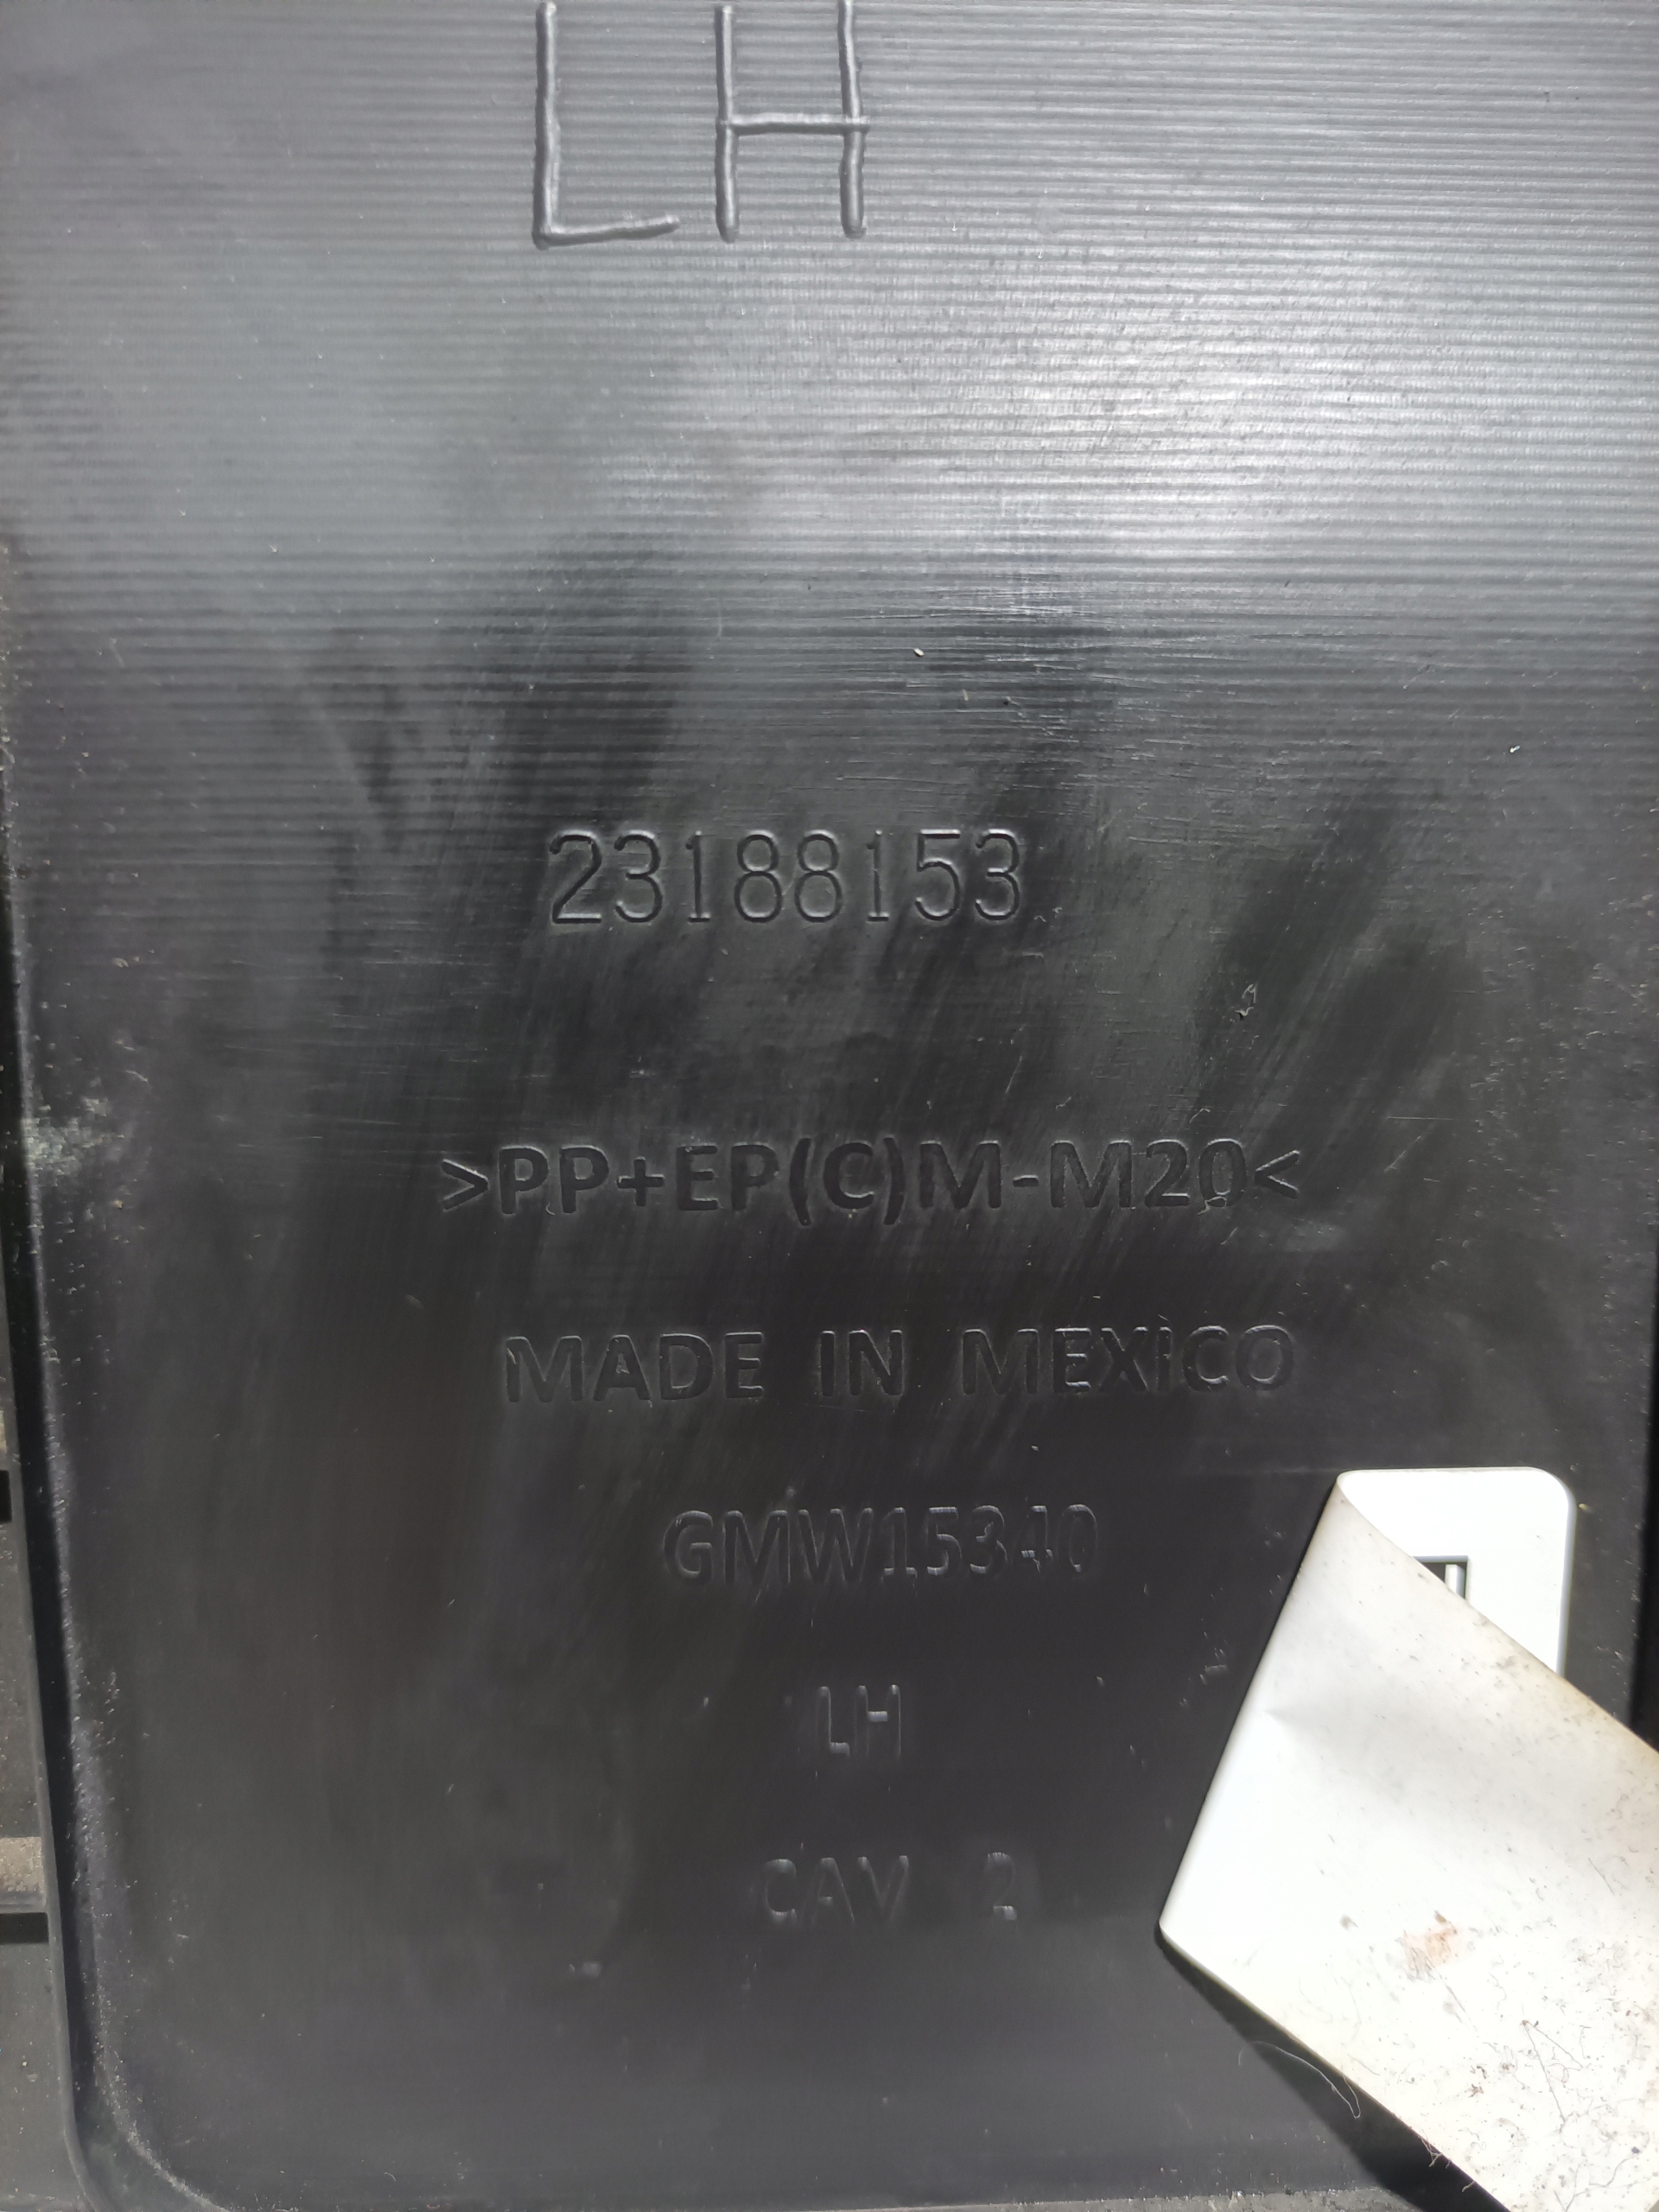 LH
23188153
>PP+EP(C)M-M20<
MADE IN MEXICO
GMW15340
LH
CAV 2